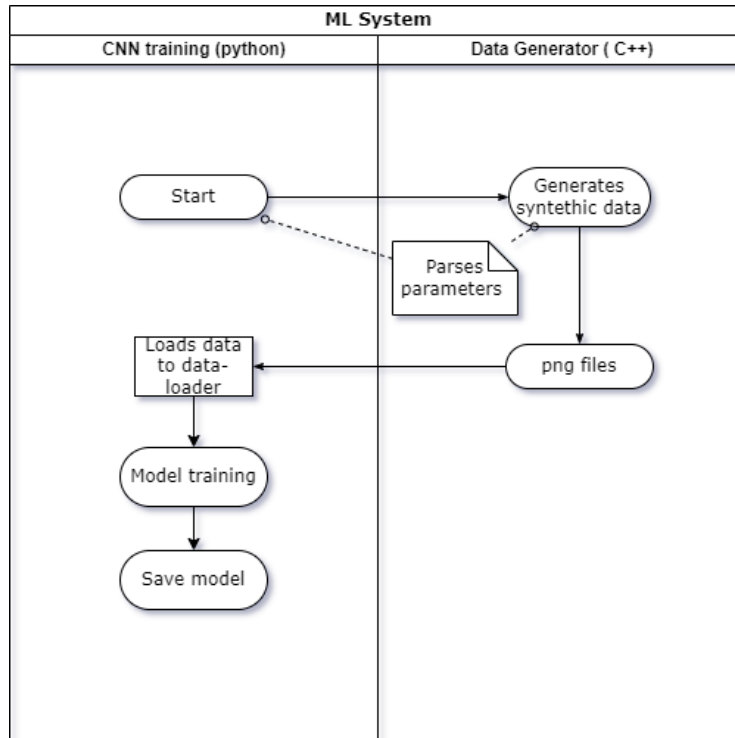 ML System
CNN training (python)
Data Generator ( C++)
Start
Generates
syntethic data
Parses
parameters
Loads data
to data-
loader
png files
Model training
Save model